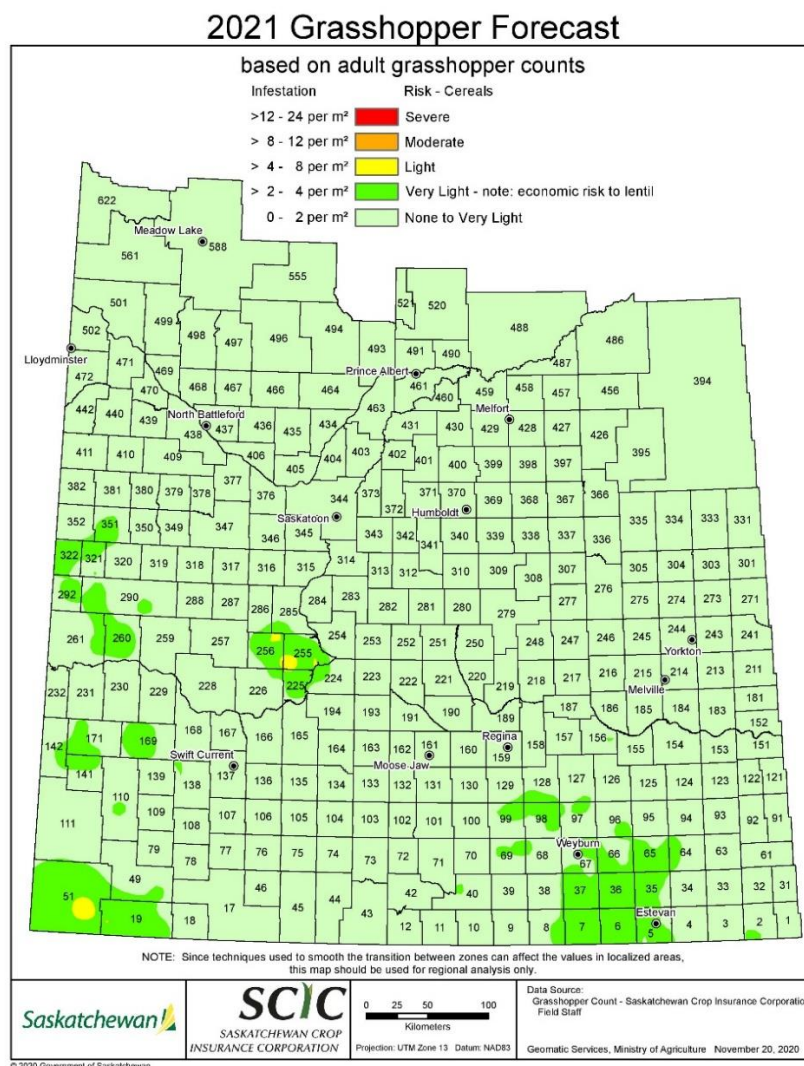 2021 Grasshopper Forecast
based on adult grasshopper counts
Infestation Risk - Cereals
>12 - 24 per m² Severe
> 8 - 12 per m² Moderate
> 4 - 8 per m² Light
> 2 - 4 per m² Very Light - note: economic risk to lentil
0 - 2 per m² None to Very Light
622
Meadow Lake 588
561 555
501 499 498 497 496 494 493 52 520 488 487 486
502 491 490
Lloydminster 471 469 Prince Albert 394
472 470 468 467 466 464 461 460 459 458 457 456
463
442 440 439 North Battleford Melfort
438 437 436 435 434 431 430 429 428 427 426
411 410 409 406 405 404 403 402 401 400 399 398 397 395
382 381 380 379 378 377 376 344 373 372 371 370 369 368 367 366
Saskatoon Humboldt
352 351 350 349 347 346 345 343 342 341 340 339 338 337 336 335 334 333 331
322 321 320 319 318 317 316 315 314 313 312 310 309 308 307 305 304 303 301
292 290 288 287 286 285 284 283 282 281 280 279 277 276 275 274 273 271
261 260 259 257 256 255 254 253 252 251 250 248 247 246 245 244 243 241
Yorkton
232 231 230 229 228 226 225 224 223 222 221 220 219 218 217 216 215 214 213 211
Melville
194 193 191 190 189 187 186 185 184 183 181
142 171 169 168 167 166 165 164 163 162 161 160 159 158 157 156 155 154 153 152 151
Swift Current Moose Jaw Regina
141 139 138 137 136 135 134 133 132 131 130 129 128 127 126 125 124 123 122 121
111 110 109 108 107 106 105 104 103 102 101 100 99 98 97 96 95 94 93 92 91
79 78 77 76 75 74 73 72 71 70 69 68 67 66 65 64 63 61
Weyburn
51 49 46 42 40 39 38 37 36 35 34 33 32 31
Estevan
19 18 17 45 44 43 12 11 10 9 8 7 6 5 4 3 2 1
NOTE: Since techniques used to smooth the transition between zones can affect the values in localized areas,
this map should be used for regional analysis only.
Saskatchewan
SCIC
SASKATCHEWAN CROP
INSURANCE CORPORATION
0 25 50 100
Kilometers
Projection: UTM Zone 13 Datum: NAD83
Data Source:
Grasshopper Count - Saskatchewan Crop Insurance Corporation
Field Staff
Geomatic Services, Ministry of Agriculture November 20, 2020
© 2020 Government of Saskatchewan